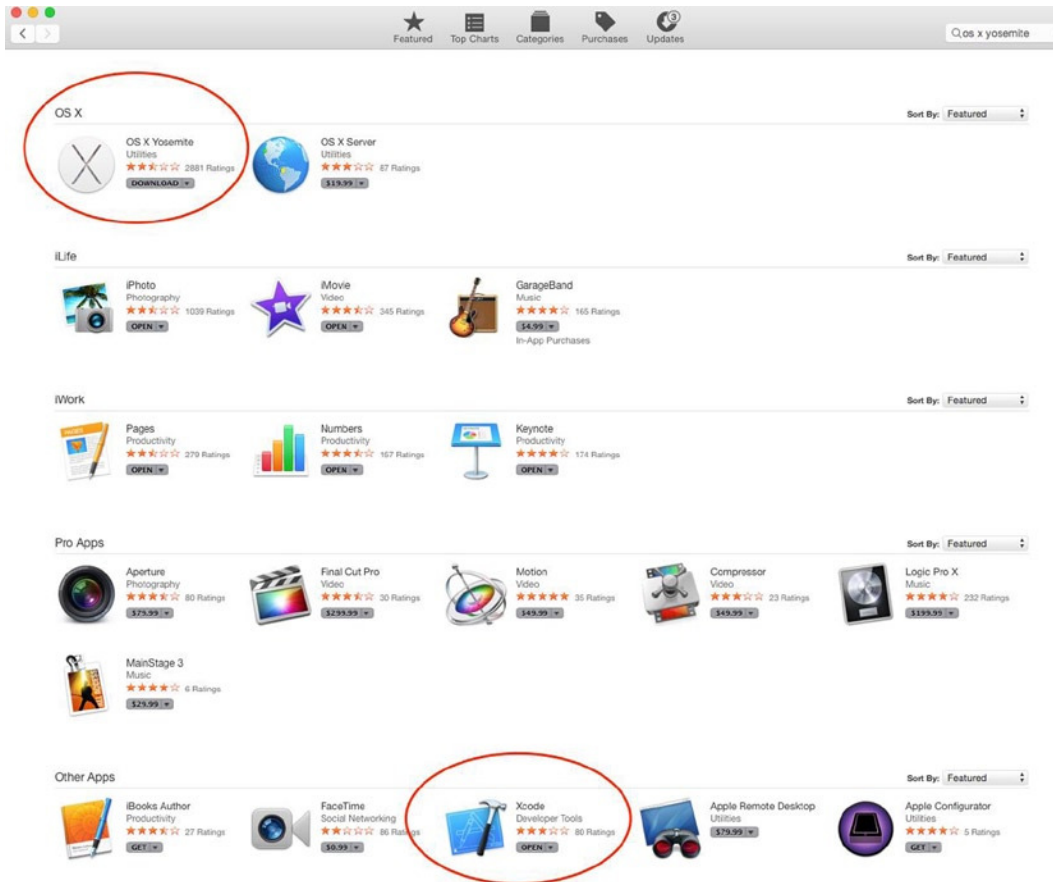 Featured
Top Charts
Categories
Purchases
3
Updates
os x yosemite
OS X
Sort By: Featured
OS X Yosemite
Utilities
2881 Ratings
DOWNLOAD
OS X Server
Utilities
67 Ratings
$19.99
iLife
Sort By: Featured
iPhoto
Photography
1039 Ratings
OPEN
iMovie
Video
345 Ratings
OPEN
GarageBand
Music
165 Ratings
$4.99
In-App Purchases
iWork
Sort By: Featured
Pages
Productivity
279 Ratings
OPEN
Numbers
Productivity
167 Ratings
OPEN
Keynote
Productivity
174 Ratings
OPEN
Pro Apps
Sort By: Featured
Aperture
Photography
80 Ratings
$79.99
Final Cut Pro
Video
30 Ratings
$299.99
Motion
Video
35 Ratings
$49.99
Compressor
Video
23 Ratings
$49.99
Logic Pro X
Music
232 Ratings
$199.99
MainStage 3
Music
6 Ratings
$29.99
Other Apps
Sort By: Featured
iBooks Author
Productivity
27 Ratings
GET
FaceTime
Social Networking
86 Ratings
$0.99
Xcode
Developer Tools
80 Ratings
OPEN
Apple Remote Desktop
Utilities
$79.99
Apple Configurator
Utilities
5 Ratings
GET